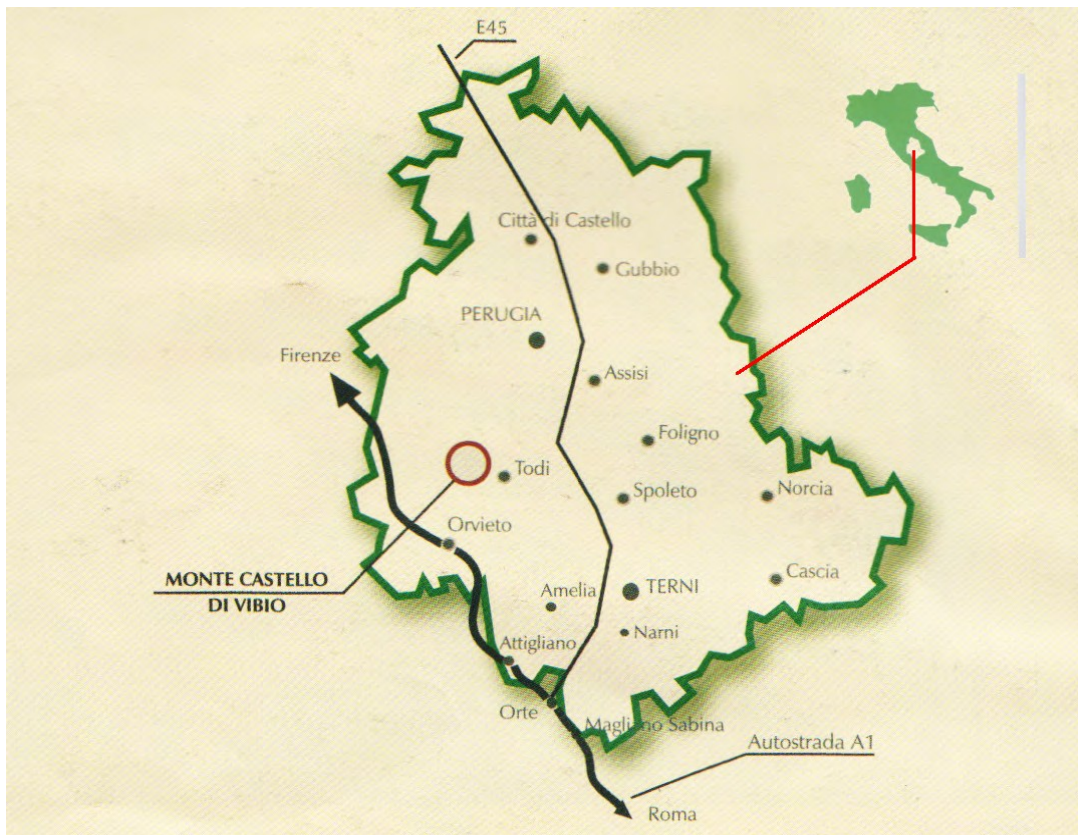 E45
Città di Castello
Gubbio
PERUGIA
Firenze
Assisi
Foligno
Todi
Spoleto
Norcia
Orvieto
MONTE CASTELLO
DI VIBIO
Cascia
TERNI
Amelia
Narni
Attigliano
Orte
Magliano Sabina
Autostrada A1
Roma